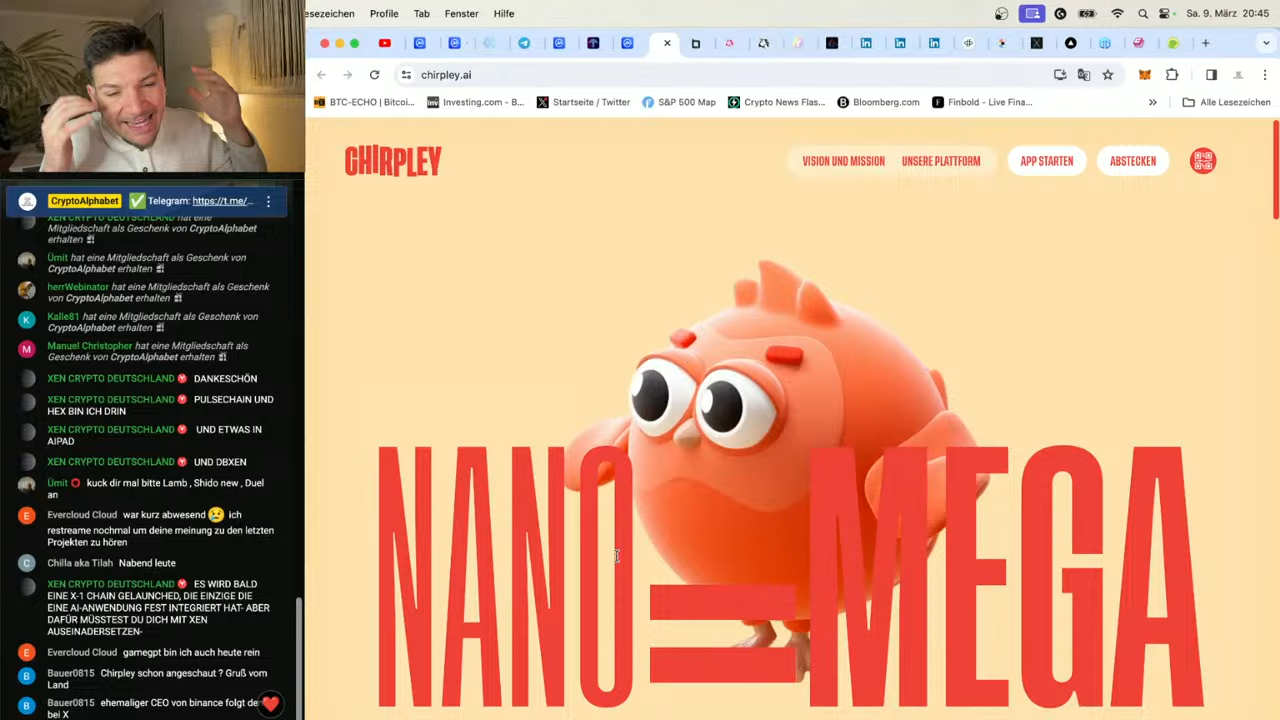 esezeichen Profile Tab Fenster Hilfe
Sa. 9. März 20:45
chirpley.ai
BTC-ECHO | Bitcoi...
Investing.com - B...
Startseite / Twitter
S&P 500 Map
Crypto News Flas...
Bloomberg.com
Finbold - Live Fina...
Alle Lesezeichen
CHIRPLEY
VISION UND MISSION
UNSERE PLATTFORM
APP STARTEN
ABSTECKEN
NANO=MEGA
CryptoAlphabet ✅ Telegram: https://t.me/...
XEN CRYPTO DEUTSCHLAND hat eine
Mitgliedschaft als Geschenk von CryptoAlphabet
erhalten
Ümit hat eine Mitgliedschaft als Geschenk von
CryptoAlphabet erhalten
herrWebinator hat eine Mitgliedschaft als Geschenk
von CryptoAlphabet erhalten
K
Kalle81 hat eine Mitgliedschaft als Geschenk von
CryptoAlphabet erhalten
M
Manuel Christopher hat eine Mitgliedschaft als
Geschenk von CryptoAlphabet erhalten
XEN CRYPTO DEUTSCHLAND DANKESCHÖN
XEN CRYPTO DEUTSCHLAND PULSECHAIN UND
HEX BIN ICH DRIN
XEN CRYPTO DEUTSCHLAND UND ETWAS IN
AIPAD
XEN CRYPTO DEUTSCHLAND UND DBXEN
Ümit kuck dir mal bitte Lamb , Shido new , Duel
an
E
Evercloud Cloud war kurz abwesend 😢 ich
restreame nochmal um deine meinung zu den letzten
Projekten zu hören
C
Chilla aka Tilah Nabend leute
XEN CRYPTO DEUTSCHLAND ES WIRD BALD
EINE X-1 CHAIN GELAUNCHED, DIE EINZIGE DIE
EINE AI-ANWENDUNG FEST INTEGRIERT HAT- ABER
DAFÜR MÜSSTEST DU DICH MIT XEN
AUSEINANDERSETZEN-
E
Evercloud Cloud gamegpt bin ich auch heute rein
B
Bauer0815 Chirpley schon angeschaut ? Gruß vom
Land
B
Bauer0815 ehemaliger CEO von binance folgt de
bei X